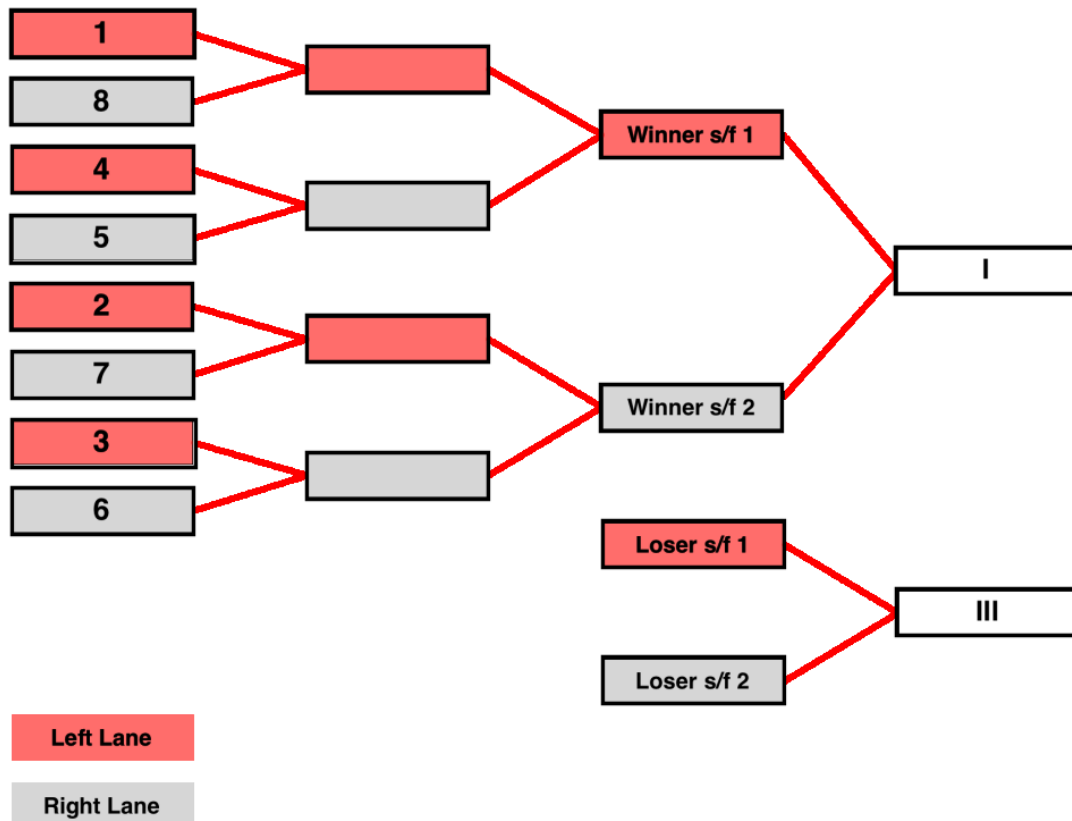 1
8
4
5
2
7
3
6
Winner s/f 1
Winner s/f 2
Loser s/f 1
Loser s/f 2
I
III
Left Lane
Right Lane